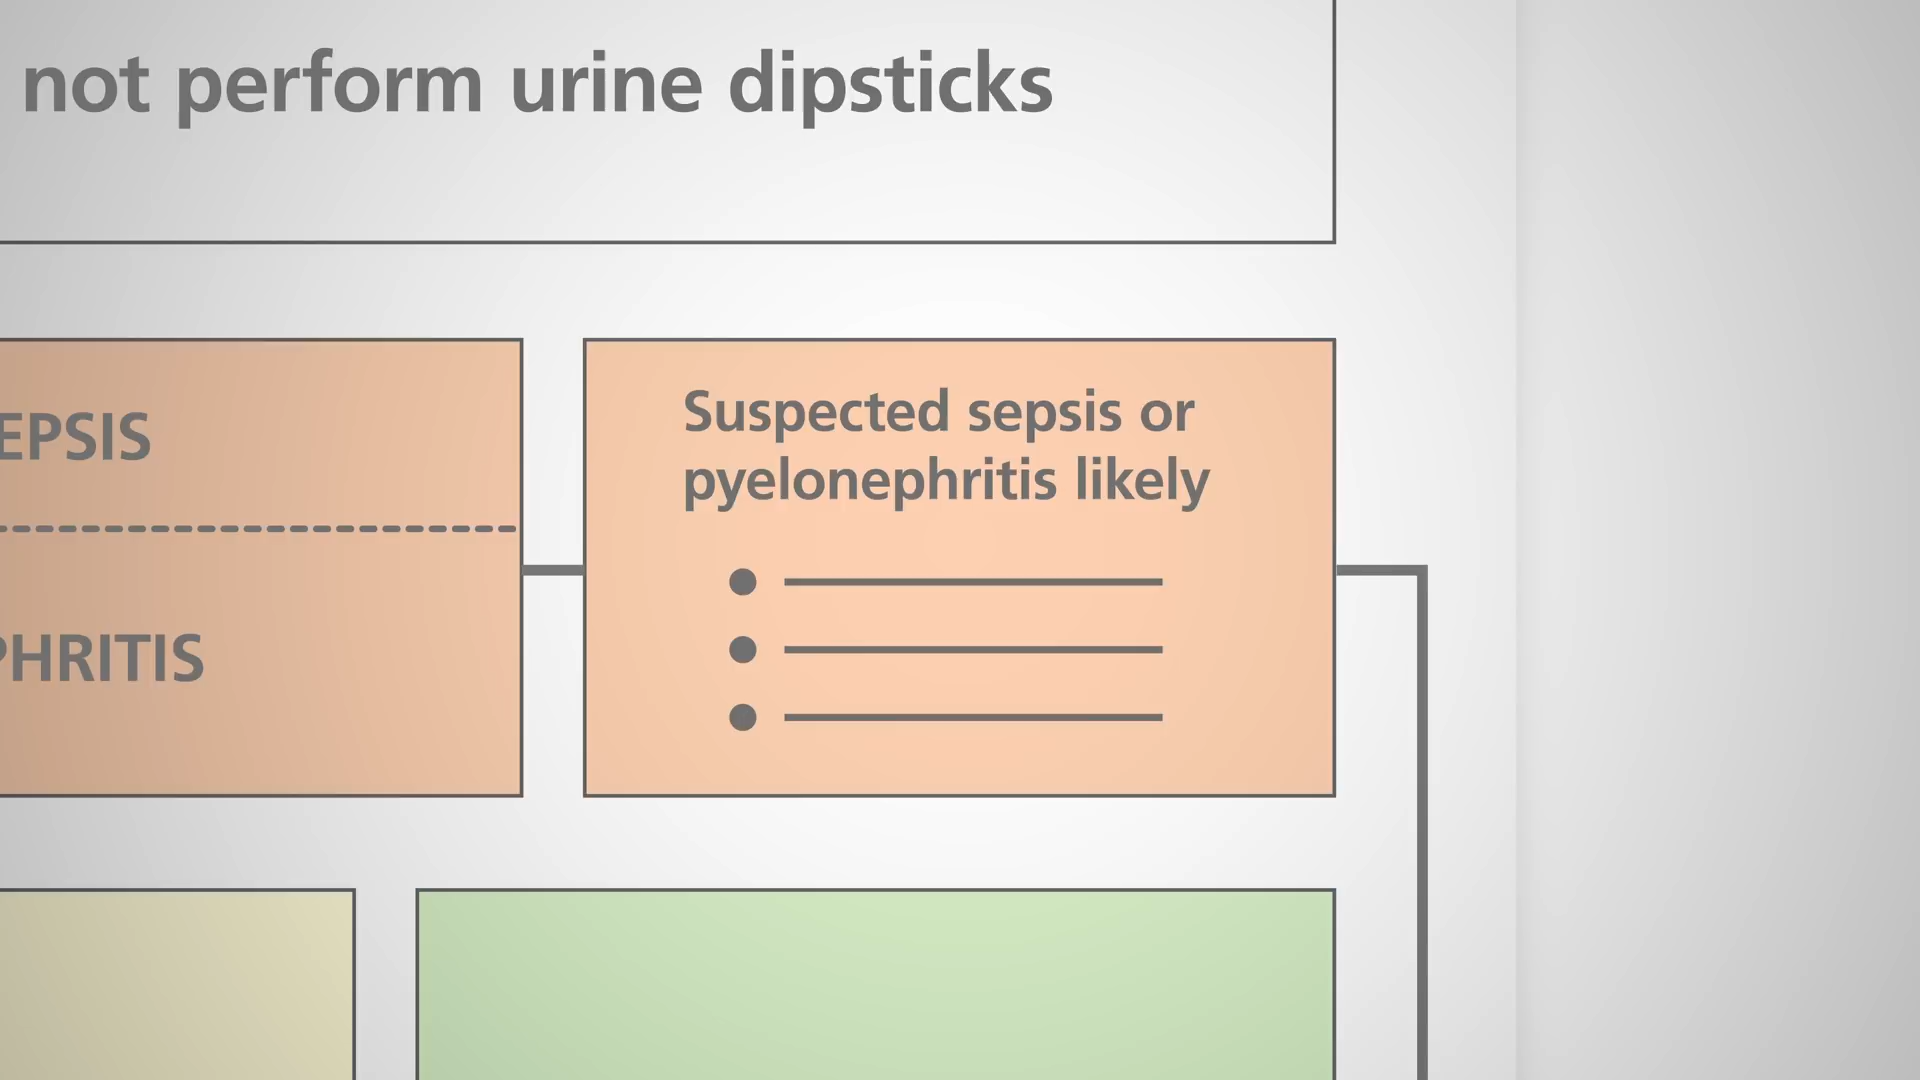 not perform urine dipsticks
EPSIS
PHRITIS
Suspected sepsis or
pyelonephritis likely